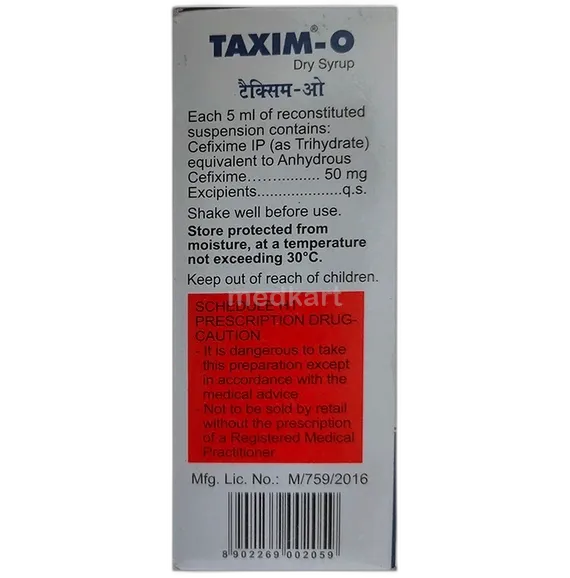 TAXIM-O®
Dry Syrup
टैक्सिम-ओ
Each 5 ml of reconstituted
suspension contains:
Cefixime IP (as Trihydrate)
equivalent to Anhydrous
Cefixime............... 50 mg
Excipients....................q.s.
Shake well before use.
Store protected from
moisture, at a temperature
not exceeding 30°C.
Keep out of reach of children.
medkart
SCHEDULE H1
PRESCRIPTION DRUG-
CAUTION
- It is dangerous to take
this preparation except
in accordance with the
medical advice
- Not to be sold by retail
without the prescription
of a Registered Medical
Practitioner
Mfg. Lic. No.: M/759/2016
8 902269 002059